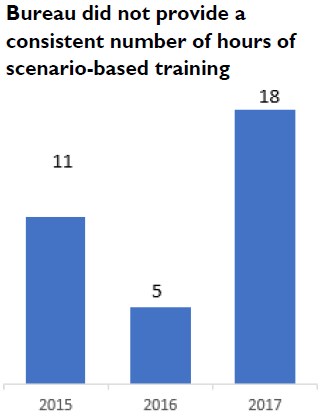 Bureau did not provide a
consistent number of hours of
scenario-based training
18
11
5
2015 2016 2017